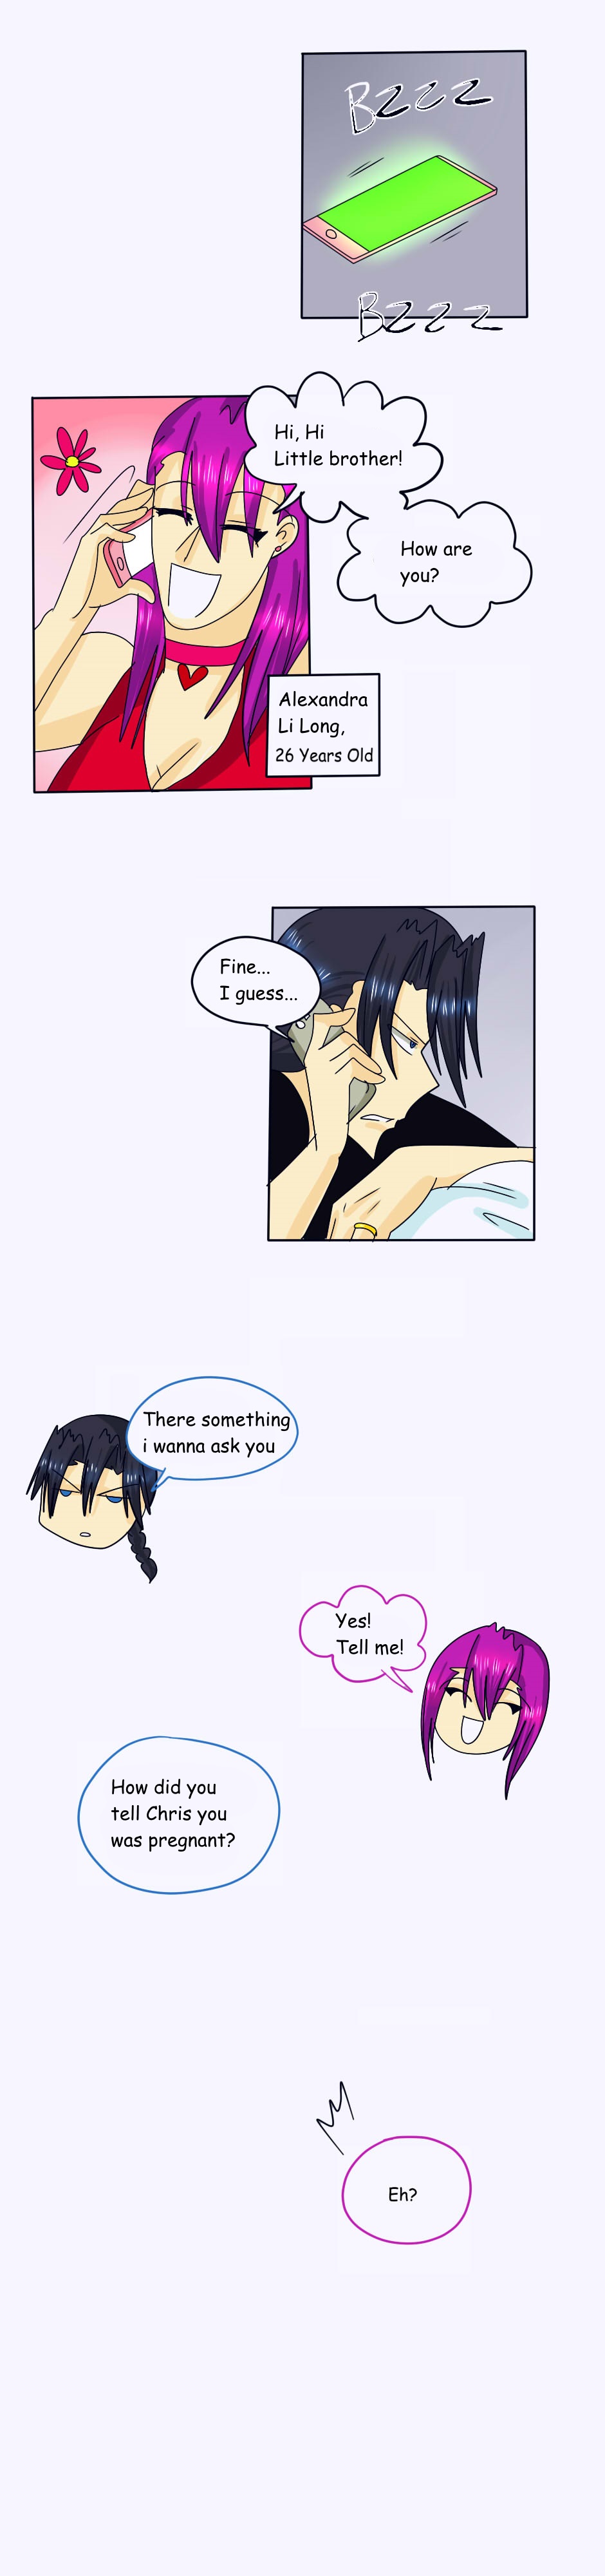 Bzzz
Bzzz
Hi, Hi
Little brother!
How are
you?
Alexandra
Li Long,
26 Years Old
Fine...
I guess...
There something
i wanna ask you
Yes!
Tell me!
How did you
tell Chris you
was pregnant?
Eh?